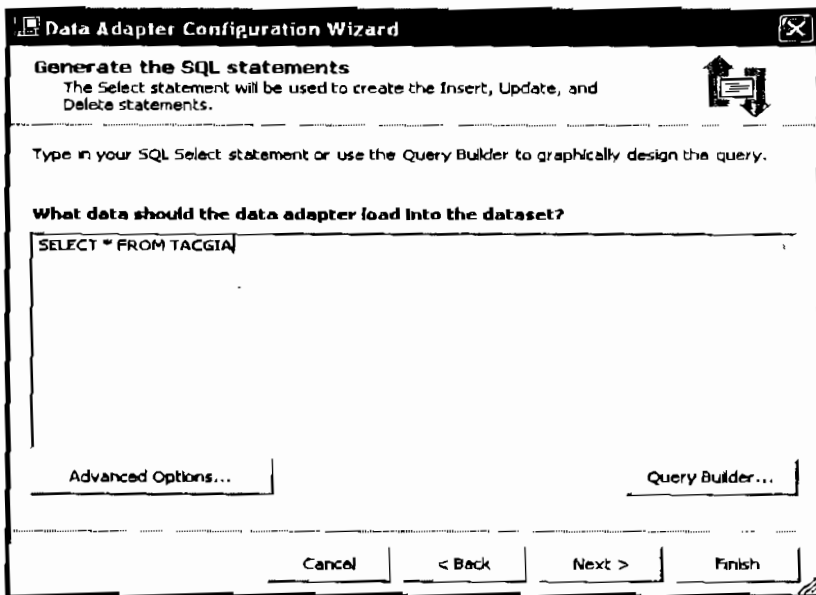 Data Adapter Configuration Wizard
Generate the SQL statements
The Select statement will be used to create the Insert, Update, and
Delete statements.
Type in your SQL Select statement or use the Query Builder to graphically design the query.
What data should the data adapter load into the dataset?
SELECT * FROM TACGIA
Advanced Options...
Query Builder...
Cancel
< Back
Next >
Finish